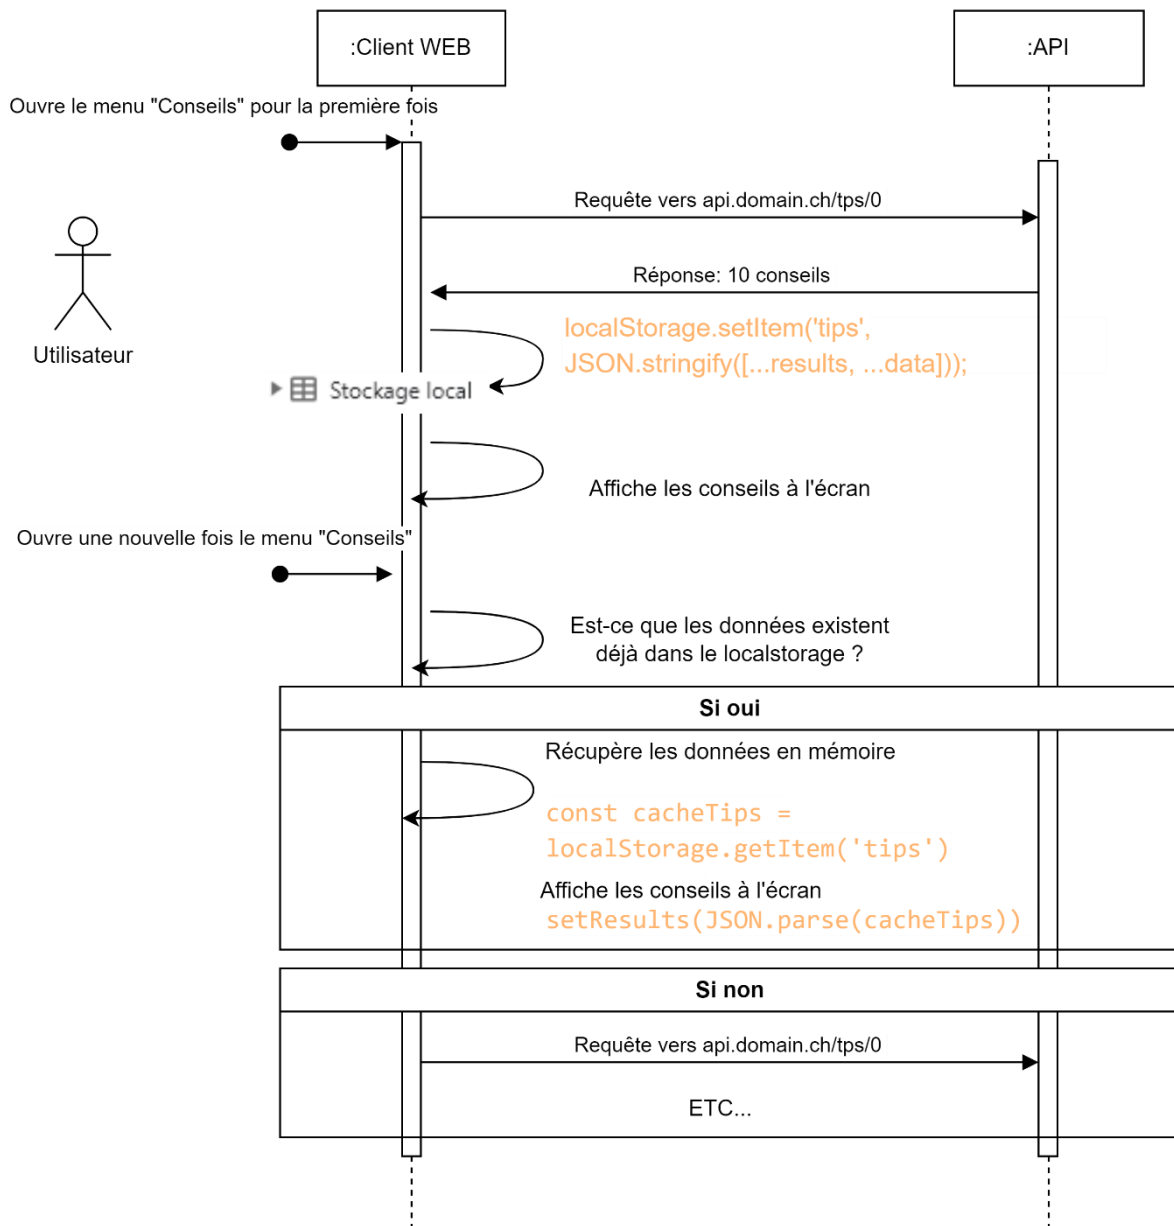 :Client WEB
:API
Ouvre le menu "Conseils" pour la première fois
Requête vers api.domain.ch/tps/0
Réponse: 10 conseils
Utilisateur
localStorage.setItem('tips',
JSON.stringify([...results, ...data]));
Stockage local
Affiche les conseils à l'écran
Ouvre une nouvelle fois le menu "Conseils"
Est-ce que les données existent
déjà dans le localstorage ?
Si oui
Récupère les données en mémoire
const cacheTips =
localStorage.getItem('tips')
Affiche les conseils à l'écran
setResults(JSON.parse(cacheTips))
Si non
Requête vers api.domain.ch/tps/0
ETC...